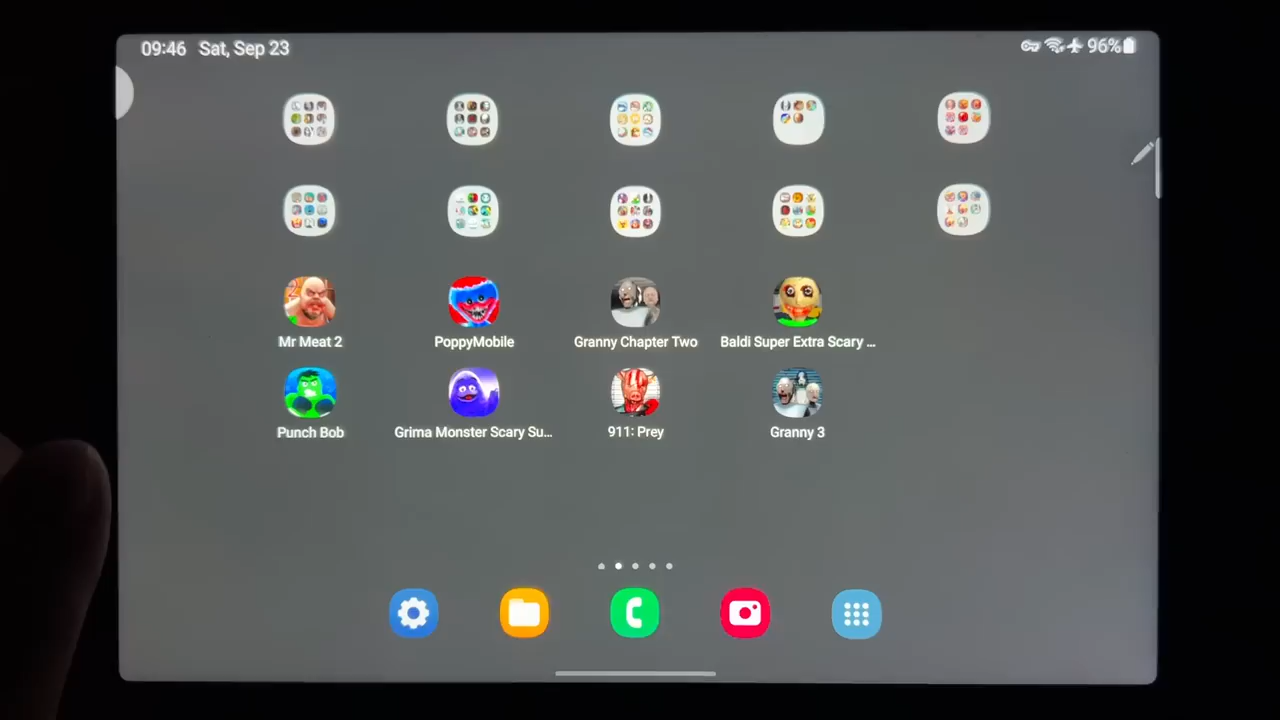 09:46 Sat, Sep 23
96%
Mr Meat 2
PoppyMobile
Granny Chapter Two
Baldi Super Extra Scary ...
Punch Bob
Grima Monster Scary Su...
911: Prey
Granny 3